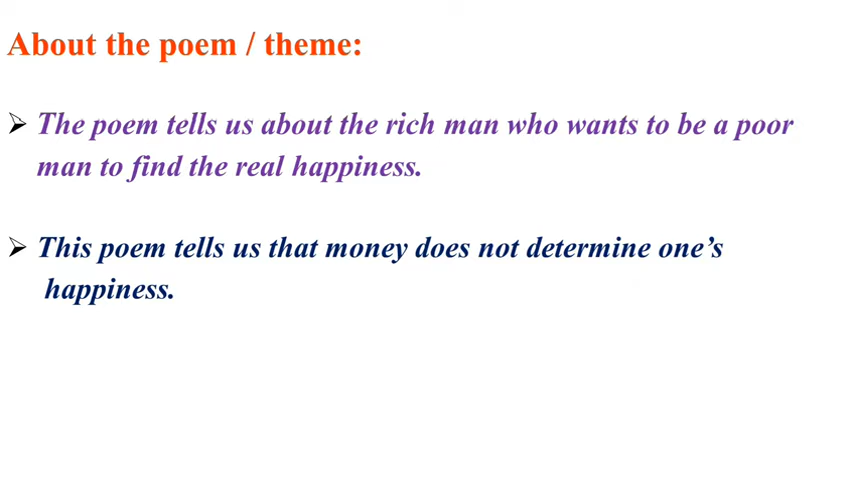 About the poem / theme:
➢ The poem tells us about the rich man who wants to be a poor
man to find the real happiness.
➢ This poem tells us that money does not determine one’s
happiness.